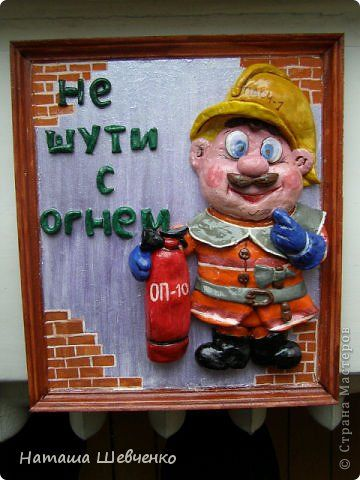 не
шути
с
огнем
ОП-10
Наташа Шевченко
© Страна Мастеров